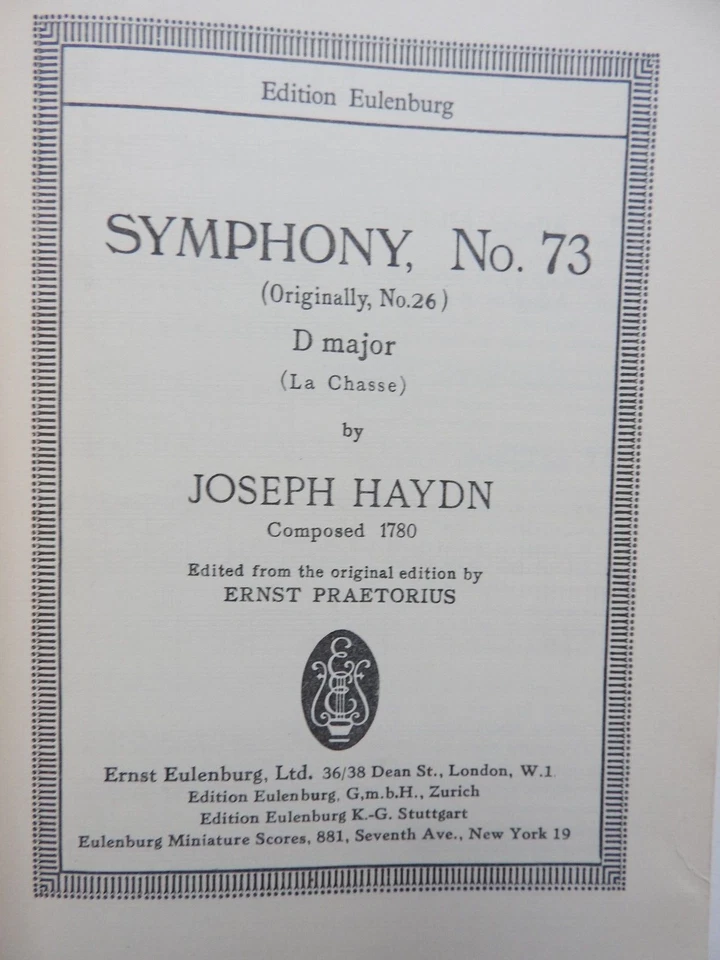 Edition Eulenburg
SYMPHONY, No. 73
(Originally, No.26)
D major
(La Chasse)
by
JOSEPH HAYDN
Composed 1780
Edited from the original edition by
ERNST PRAETORIUS
Ernst Eulenburg, Ltd. 36/38 Dean St., London, W.1.
Edition Eulenburg, G,m.b.H., Zurich
Edition Eulenburg K.-G. Stuttgart
Eulenburg Miniature Scores, 881, Seventh Ave., New York 19